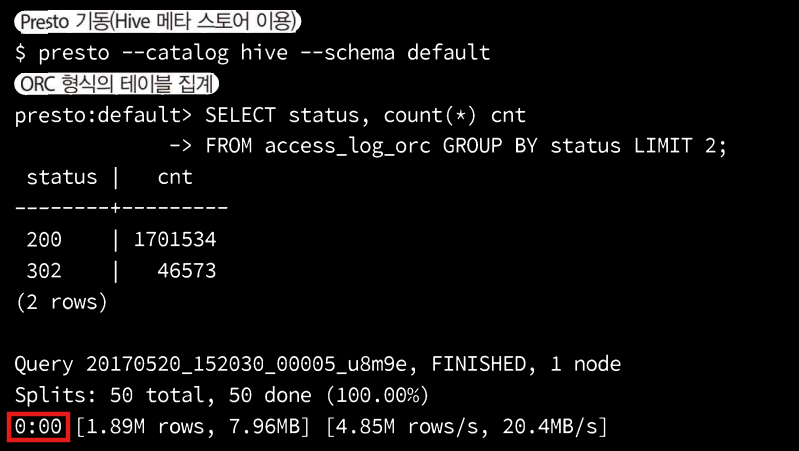 Presto 기동(Hive 메타 스토어 이용)
$ presto --catalog hive --schema default
ORC 형식의 테이블 집계
presto:default> SELECT status, count(*) cnt
             -> FROM access_log_orc GROUP BY status LIMIT 2;
 status |   cnt
--------+---------
 200    | 1701534
 302    |   46573
(2 rows)

Query 20170520_152030_00005_u8m9e, FINISHED, 1 node
Splits: 50 total, 50 done (100.00%)
0:00 [1.89M rows, 7.96MB] [4.85M rows/s, 20.4MB/s]